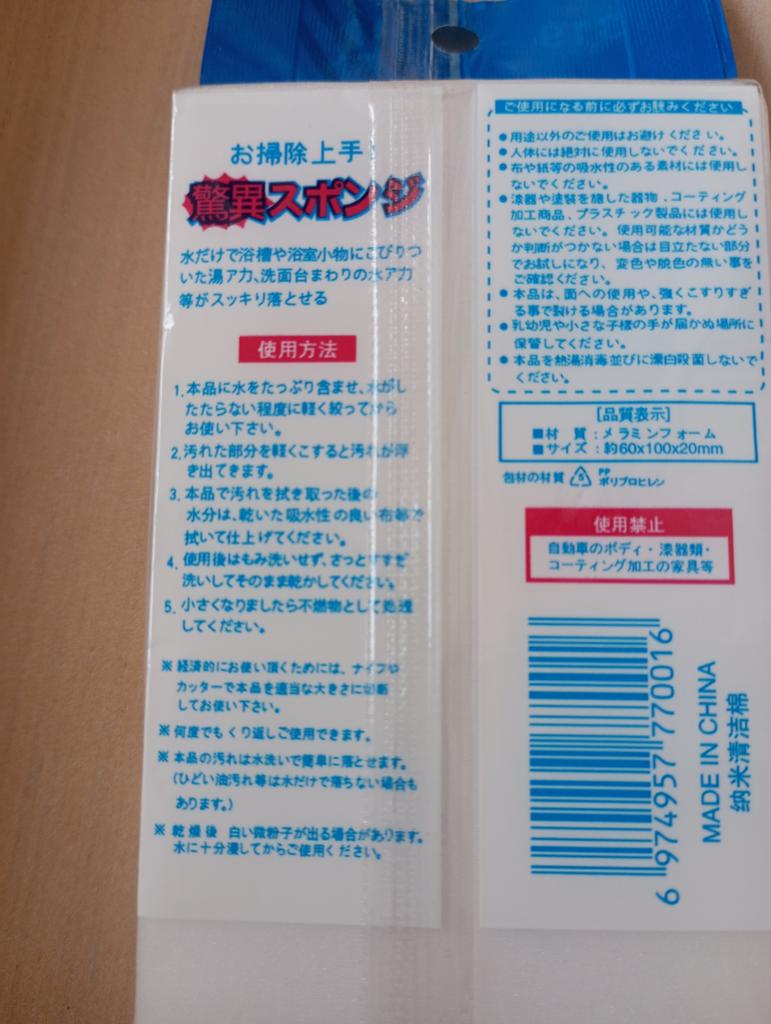 お掃除上手!
驚異スポンジ
水だけで浴槽や浴室小物にこびりつ
いた湯アカ、洗面台まわりの水アカ
等がスッキリ落とせる
使用方法
1. 本品に水をたっぷり含ませ、水がし
たたらない程度に軽く絞ってから
お使い下さい。
2. 汚れた部分を軽くこすると汚れが浮
き出てきます。
3. 本品で汚れを拭き取った後の
水分は、乾いた吸水性の良い布等で
拭いて仕上げてください。
4. 使用後はもみ洗いせず、さっとすすぎ
洗いしてそのまま乾かしてください。
5. 小さくなりましたら不燃物として処理
してください。
※ 経済的にお使い頂くためには、ナイフや
カッターで本品を適当な大きさに切断
してお使い下さい。
※ 何度でもくり返しご使用できます。
※ 本品の汚れは水洗いで簡単に落とせます。
(ひどい油汚れ等は水だけで落ちない場合も
あります。)
※ 乾燥後 白い微粉子が出る場合があります。
水に十分浸してからご使用ください。
ご使用になる前に必ずお読みください
●用途以外のご使用はお避けください。
●人体には絶対に使用しないでください。
●布や紙等の吸水性のある素材には使用し
ないでください。
●漆器や塗装を施した器物、コーティング
加工商品、プラスチック製品には使用し
ないでください。使用可能な材質かどう
か判断がつかない場合は目立たない部分
でお試しになり、変色や脱色の無い事を
ご確認ください。
●本品は、面への使用や、強くこすりすぎ
る事で裂ける場合があります。
●乳幼児や小さな子様の手が届かぬ場所に
保管してください。
●本品を熱湯消毒並びに漂白殺菌しないで
ください。
[品質表示]
■材 質:メラミンフォーム
■サイズ:約60x100x20mm
包材の材質 5 PP
ポリプロピレン
使用禁止
自動車のボディ・漆器類・
コーティング加工の家具等
6 974957 770016
MADE IN CHINA
纳米清洁棉